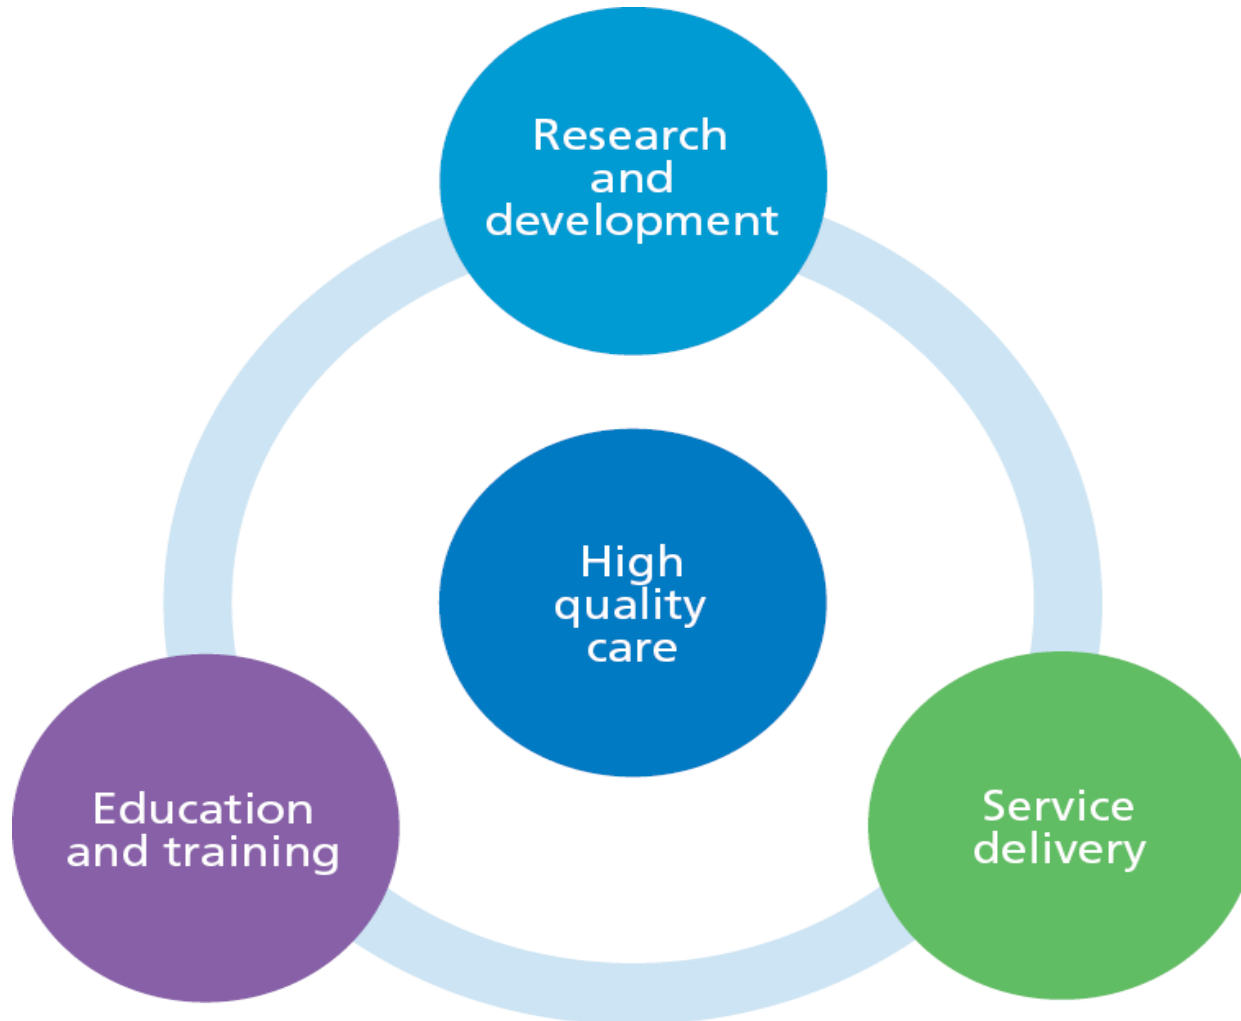 Research
and
development
High
quality
care
Education
and training
Service
delivery